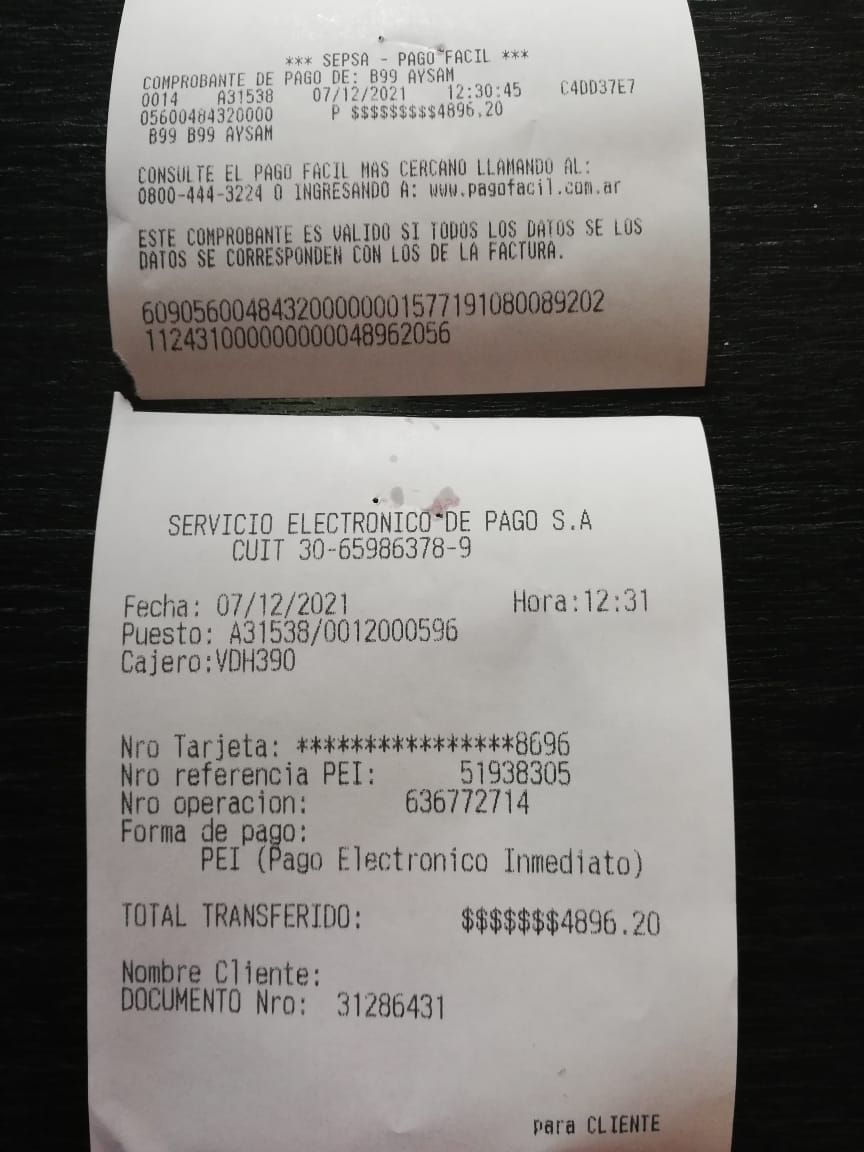 *** SEPSA - PAGO FACIL ***
COMPROBANTE DE PAGO DE: B99 AYSAM
0014 A31538 07/12/2021 12:30:45 C4DD37E7
05600484320000 P $$$$$$$$$4896.20
B99 B99 AYSAM
CONSULTE EL PAGO FACIL MAS CERCANO LLAMANDO AL:
0800-444-3224 O INGRESANDO A: www.pagofacil.com.ar
ESTE COMPROBANTE ES VALIDO SI TODOS LOS DATOS SE LOS
DATOS SE CORRESPONDEN CON LOS DE LA FACTURA.
609056004843200000001577191080089202
112431000000000048962056
SERVICIO ELECTRONICO DE PAGO S.A
CUIT 30-65986378-9
Fecha: 07/12/2021 Hora:12:31
Puesto: A31538/0012000596
Cajero:VDH390
Nro Tarjeta: ****************8696
Nro referencia PEI: 51938305
Nro operacion: 636772714
Forma de pago:
PEI (Pago Electronico Inmediato)
TOTAL TRANSFERIDO: $$$$$$$4896.20
Nombre Cliente:
DOCUMENTO Nro: 31286431
para CLIENTE